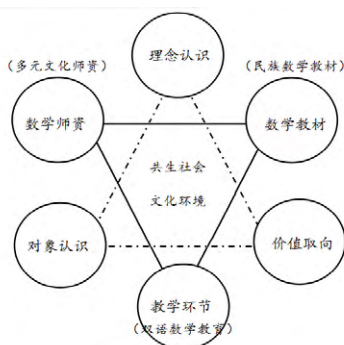 理念认识
（多元文化师资）
（民族数学教材）
数学师资
数学教材
共生社会
文化环境
对象认识
价值取向
教学环节
（双语数学教育）